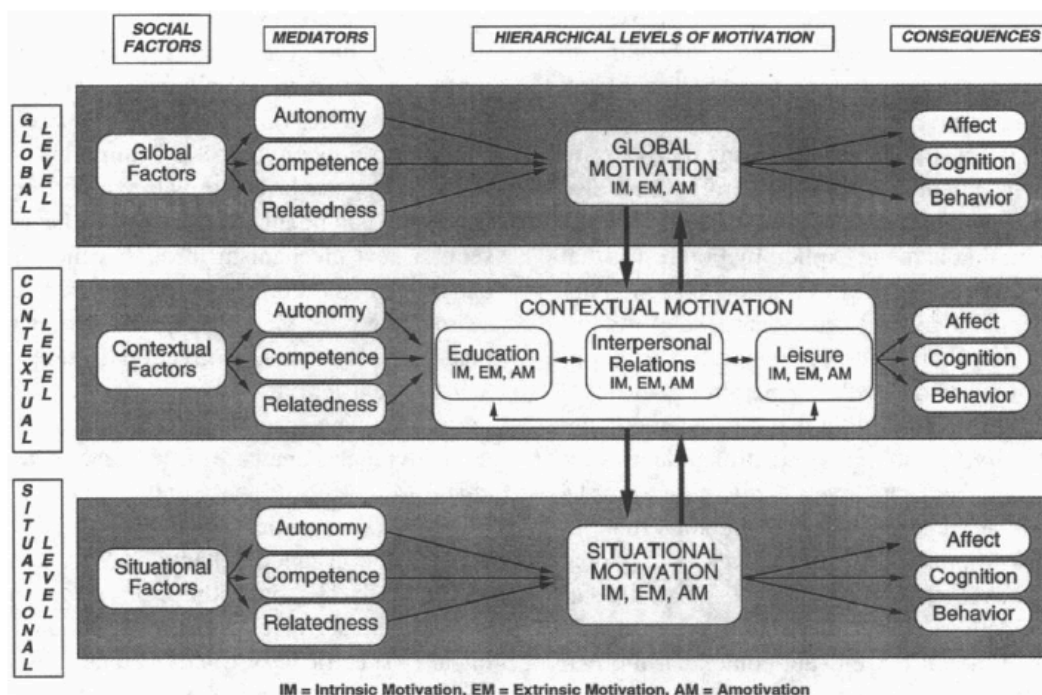 SOCIAL
FACTORS
MEDIATORS
HIERARCHICAL LEVELS OF MOTIVATION
CONSEQUENCES
GLOBAL
LEVEL
Global
Factors
Autonomy
Competence
Relatedness
GLOBAL
MOTIVATION
IM, EM, AM
Affect
Cognition
Behavior
CONTEXTUAL
LEVEL
Contextual
Factors
Autonomy
Competence
Relatedness
CONTEXTUAL MOTIVATION
Education
IM, EM, AM
Interpersonal
Relations
IM, EM, AM
Leisure
IM, EM, AM
Affect
Cognition
Behavior
SITUATIONAL
LEVEL
Situational
Factors
Autonomy
Competence
Relatedness
SITUATIONAL
MOTIVATION
IM, EM, AM
Affect
Cognition
Behavior
IM = Intrinsic Motivation, EM = Extrinsic Motivation, AM = Amotivation